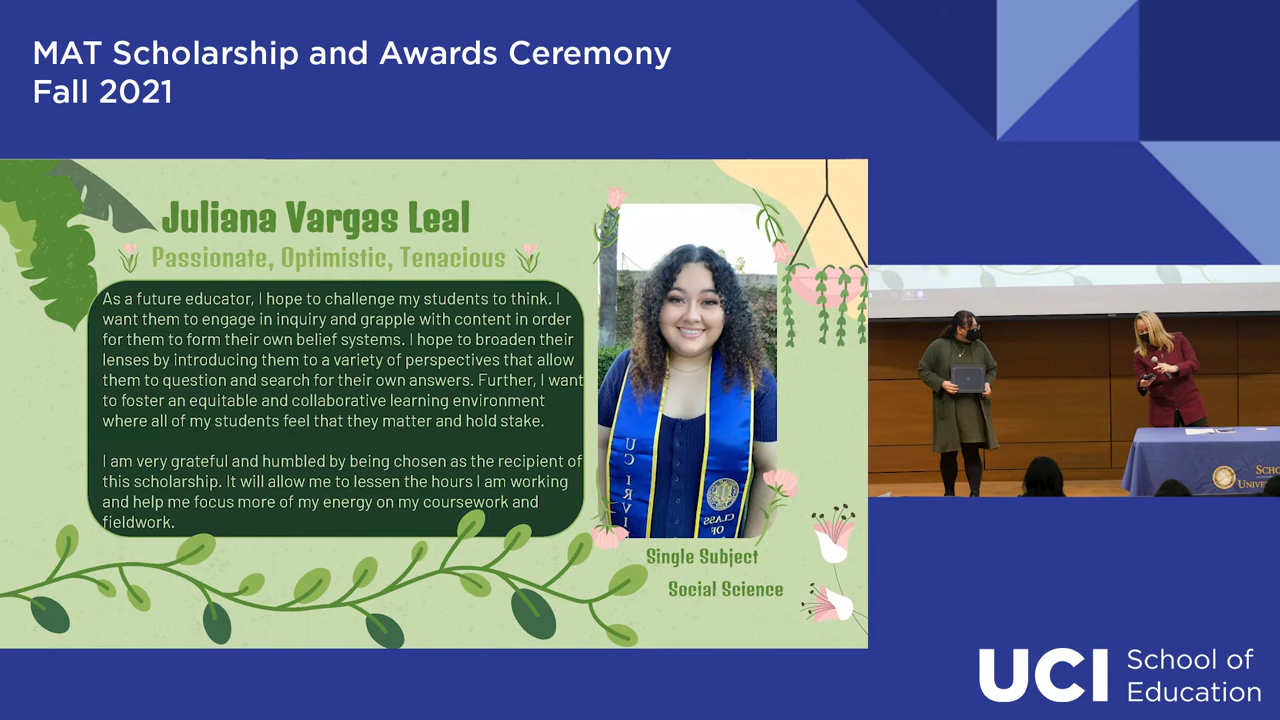 MAT Scholarship and Awards Ceremony
Fall 2021
Juliana Vargas Leal
Passionate, Optimistic, Tenacious
As a future educator, I hope to challenge my students to think. I
want them to engage in inquiry and grapple with content in order
for them to form their own belief systems. I hope to broaden their
lenses by introducing them to a variety of perspectives that allow
them to question and search for their own answers. Further, I want
to foster an equitable and collaborative learning environment
where all of my students feel that they matter and hold stake.
I am very grateful and humbled by being chosen as the recipient of
this scholarship. It will allow me to lessen the hours I am working
and help me focus more of my energy on my coursework and
fieldwork.
UC IRVI
CLASS
OF
Single Subject
Social Science
UCI School of
Education